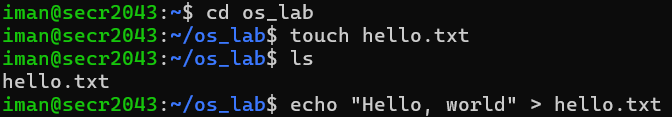 iman@secr2043:~$ cd os_lab
iman@secr2043:~/os_lab$ touch hello.txt
iman@secr2043:~/os_lab$ ls
hello.txt
iman@secr2043:~/os_lab$ echo "Hello, world" > hello.txt